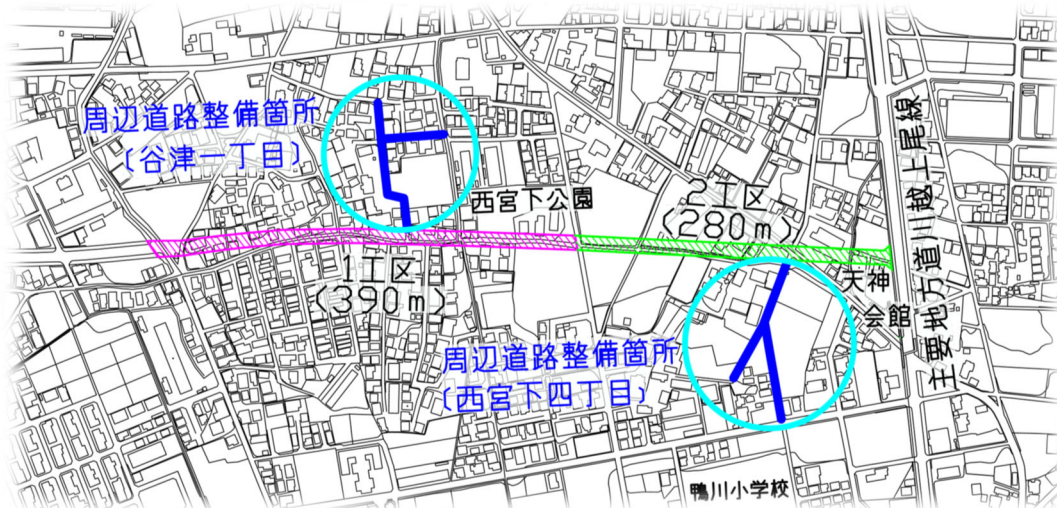 周辺道路整備箇所
(谷津一丁目)
西宮下公園
2工区
(280m)
1工区
(390m)
天神
会館
主要地方道川越上尾線
周辺道路整備箇所
(西宮下四丁目)
鴨川小学校